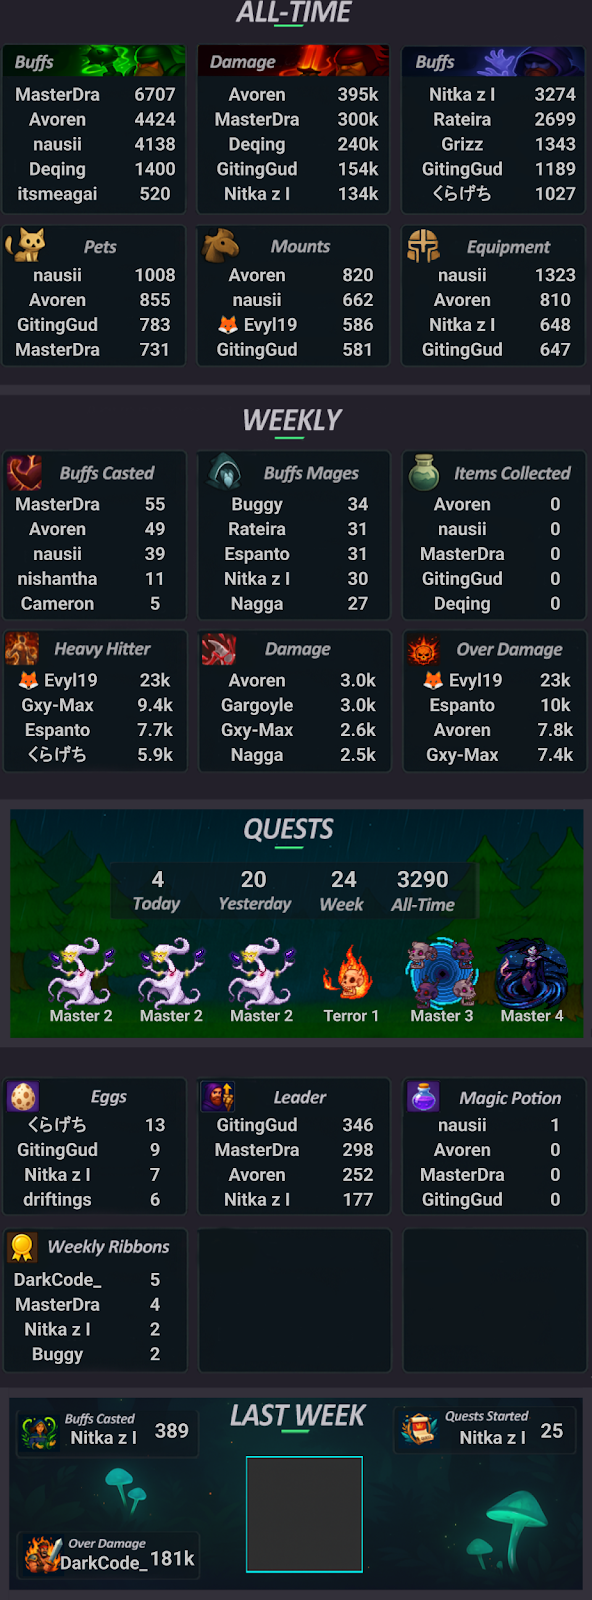 ALL-TIME
Buffs
MasterDra 6707
Avoren 4424
nausii 4138
Deqing 1400
itsmeagai 520
Damage
Avoren 395k
MasterDra 300k
Deqing 240k
GitingGud 154k
Nitka z l 134k
Buffs
Nitka z l 3274
Rateira 2699
Grizz 1343
GitingGud 1189
くらげち 1027
Pets
nausii 1008
Avoren 855
GitingGud 783
MasterDra 731
Mounts
Avoren 820
nausii 662
🦊 Evyl19 586
GitingGud 581
Equipment
nausii 1323
Avoren 810
Nitka z l 648
GitingGud 647
WEEKLY
Buffs Casted
MasterDra 55
Avoren 49
nausii 39
nishantha 11
Cameron 5
Buffs Mages
Buggy 34
Rateira 31
Espanto 31
Nitka z l 30
Nagga 27
Items Collected
Avoren 0
nausii 0
MasterDra 0
GitingGud 0
Deqing 0
Heavy Hitter
🦊 Evyl19 23k
Gxy-Max 9.4k
Espanto 7.7k
くらげち 5.9k
Damage
Avoren 3.0k
Gargoyle 3.0k
Gxy-Max 2.6k
Nagga 2.5k
Over Damage
🦊 Evyl19 23k
Espanto 10k
Avoren 7.8k
Gxy-Max 7.4k
QUESTS
4 20 24 3290
Today Yesterday Week All-Time
Master 2 Master 2 Master 2 Terror 1 Master 3 Master 4
Eggs
くらげち 13
GitingGud 9
Nitka z l 7
driftings 6
Leader
GitingGud 346
MasterDra 298
Avoren 252
Nitka z l 177
Magic Potion
nausii 1
Avoren 0
MasterDra 0
GitingGud 0
Weekly Ribbons
DarkCode_ 5
MasterDra 4
Nitka z l 2
Buggy 2
LAST WEEK
Buffs Casted
Nitka z l 389
Quests Started
Nitka z l 25
Over Damage
DarkCode_ 181k